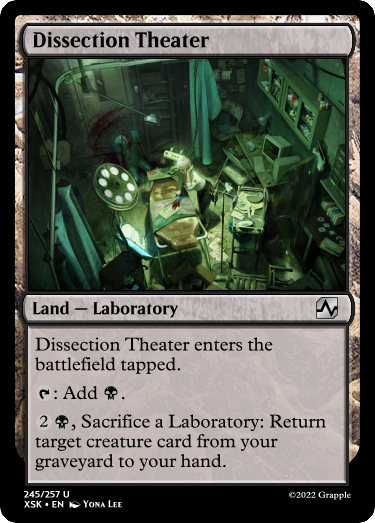 Dissection Theater
Land — Laboratory
Dissection Theater enters the
battlefield tapped.
: Add .
2 , Sacrifice a Laboratory: Return
target creature card from your
graveyard to your hand.
245/257 U
XSK • EN Yona Lee
©2022 Grapple